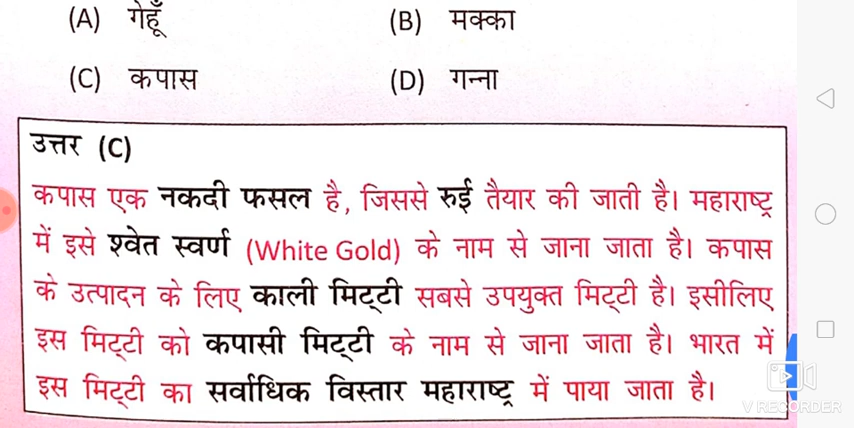 (A) गेहूँ (B) मक्का
(C) कपास (D) गन्ना
उत्तर (C)
कपास एक नकदी फसल है, जिससे रुई तैयार की जाती है। महाराष्ट्र
में इसे श्वेत स्वर्ण (White Gold) के नाम से जाना जाता है। कपास
के उत्पादन के लिए काली मिट्टी सबसे उपयुक्त मिट्टी है। इसीलिए
इस मिट्टी को कपासी मिट्टी के नाम से जाना जाता है। भारत में
इस मिट्टी का सर्वाधिक विस्तार महाराष्ट्र में पाया जाता है।
V RECORDER